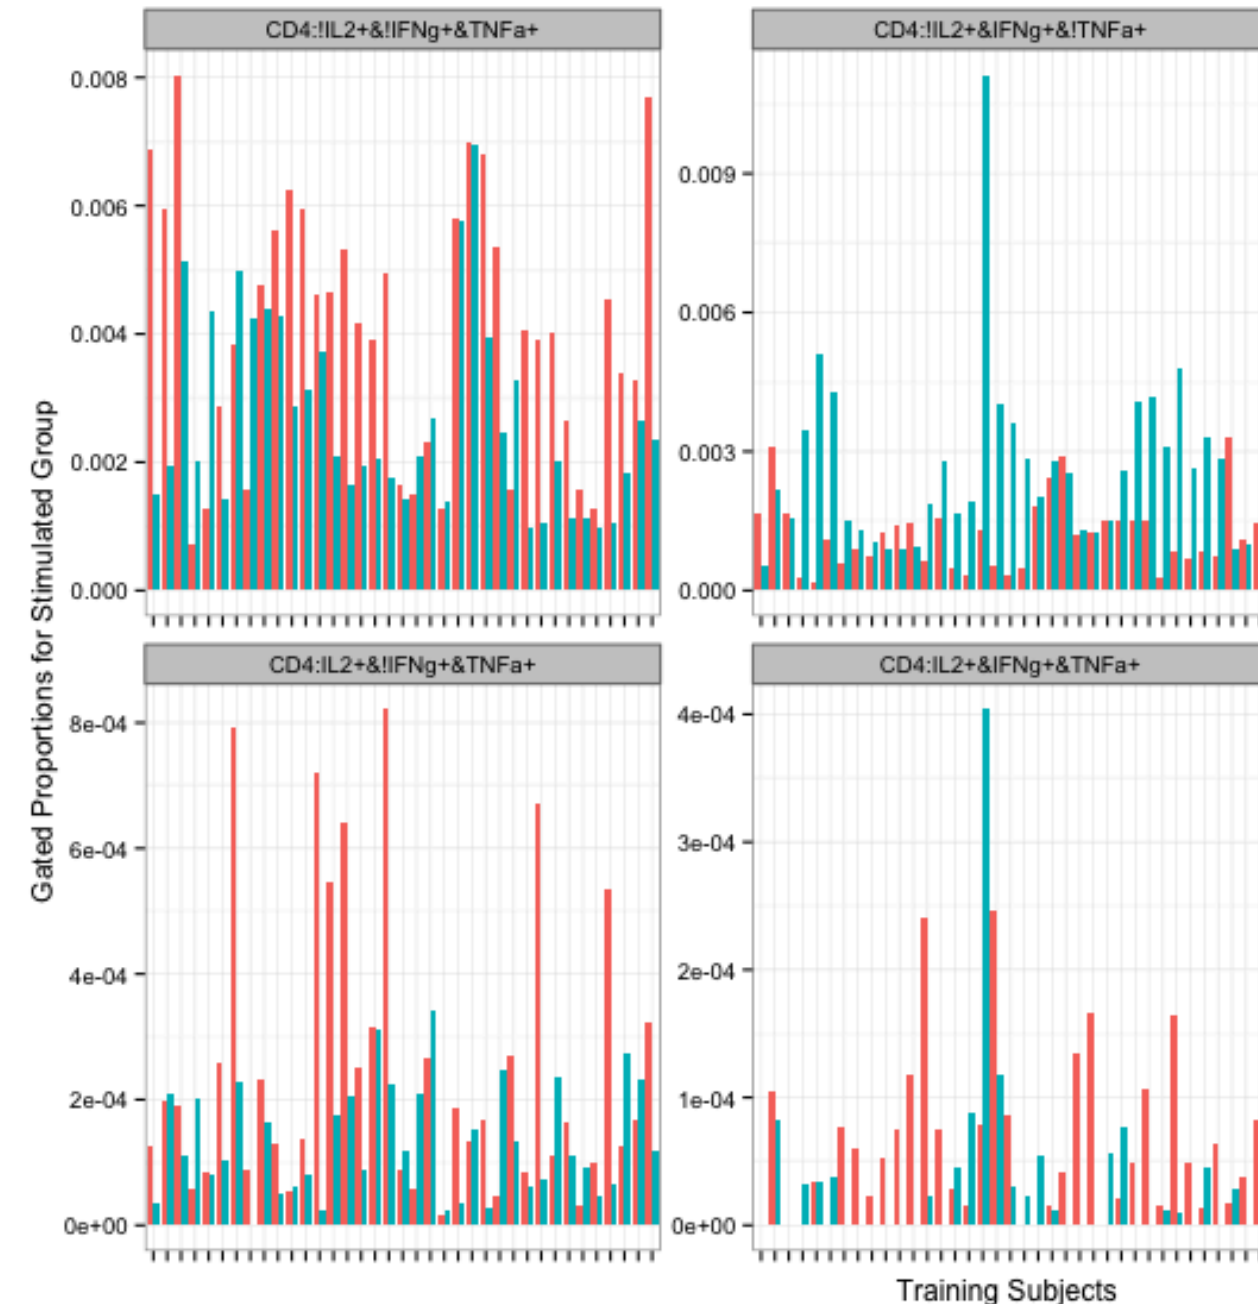 CD4:!IL2+&!IFNg+&TNFa+
CD4:!IL2+&IFNg+&!TNFa+
0.008
0.006
0.004
0.002
0.000
0.009
0.006
0.003
0.000
Gated Proportions for Stimulated Group
CD4:IL2+&!IFNg+&TNFa+
CD4:IL2+&IFNg+&TNFa+
8e-04
6e-04
4e-04
2e-04
0e+00
4e-04
3e-04
2e-04
1e-04
0e+00
Training Subjects